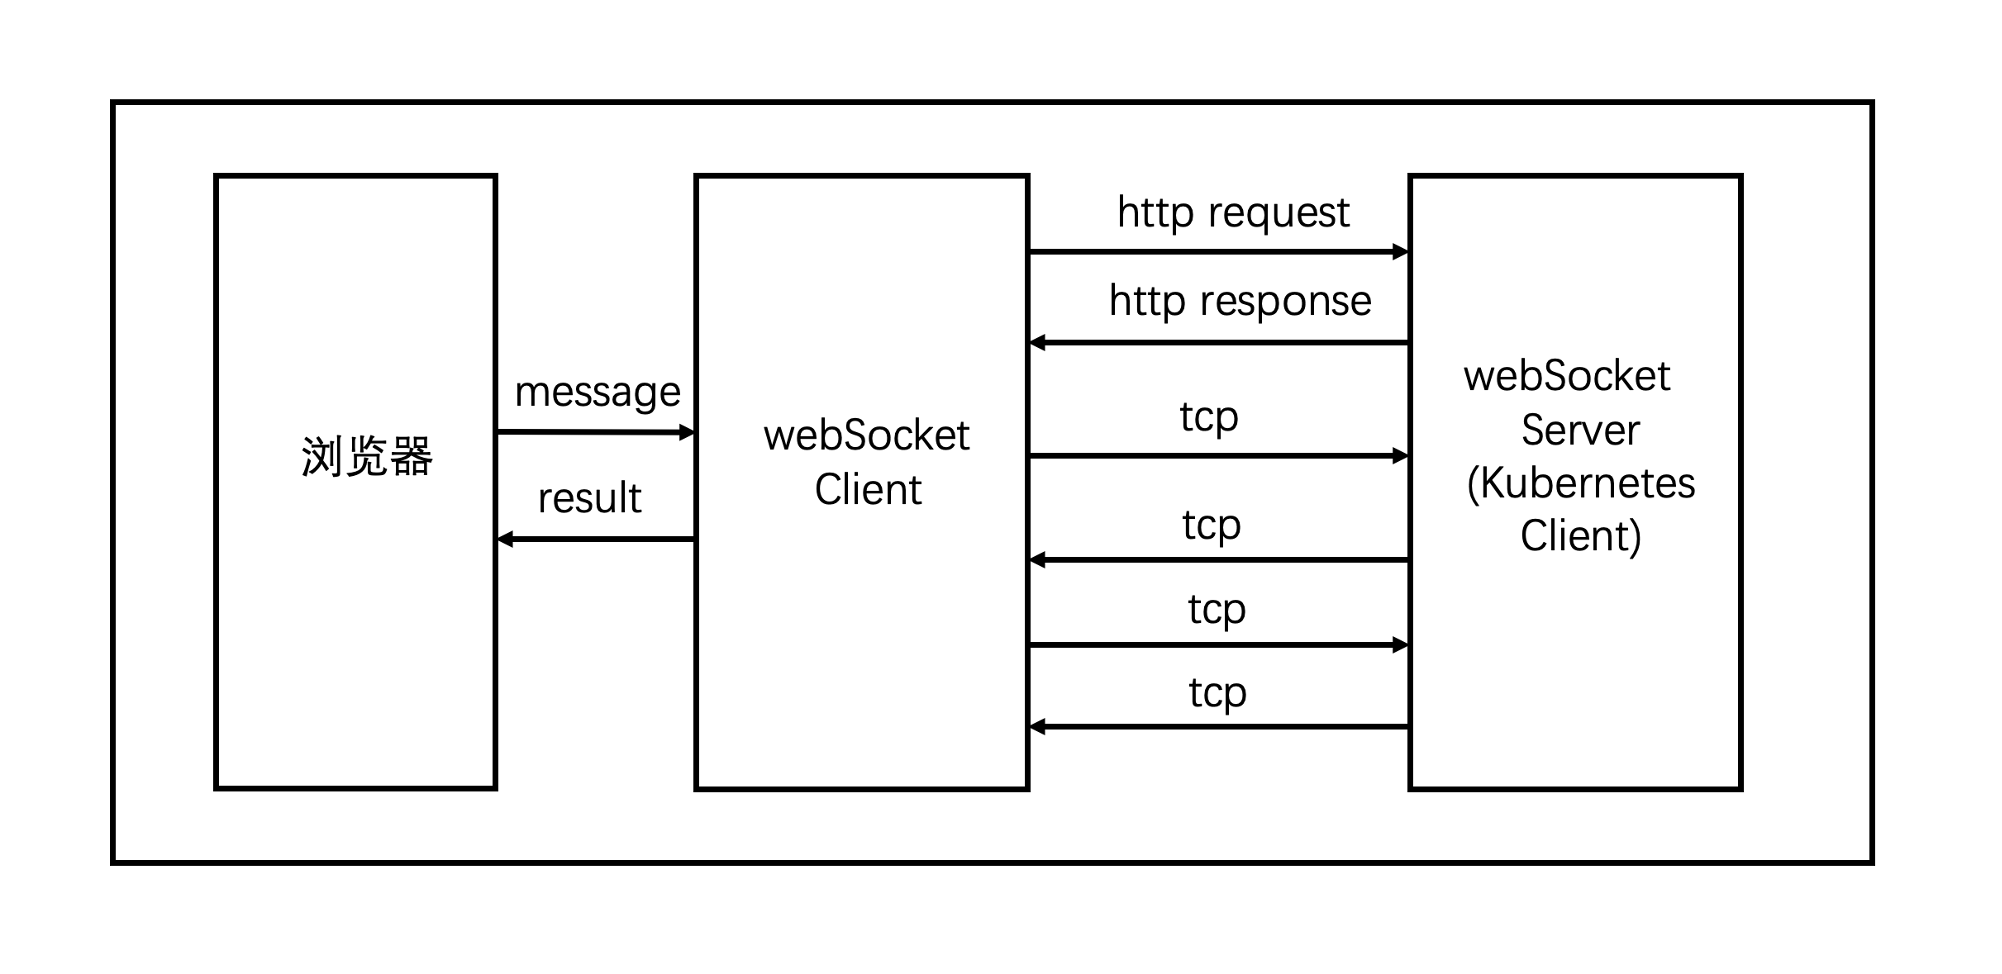 浏览器
message
result
webSocket
Client
http request
http response
tcp
tcp
tcp
tcp
webSocket
Server
(Kubernetes
Client)